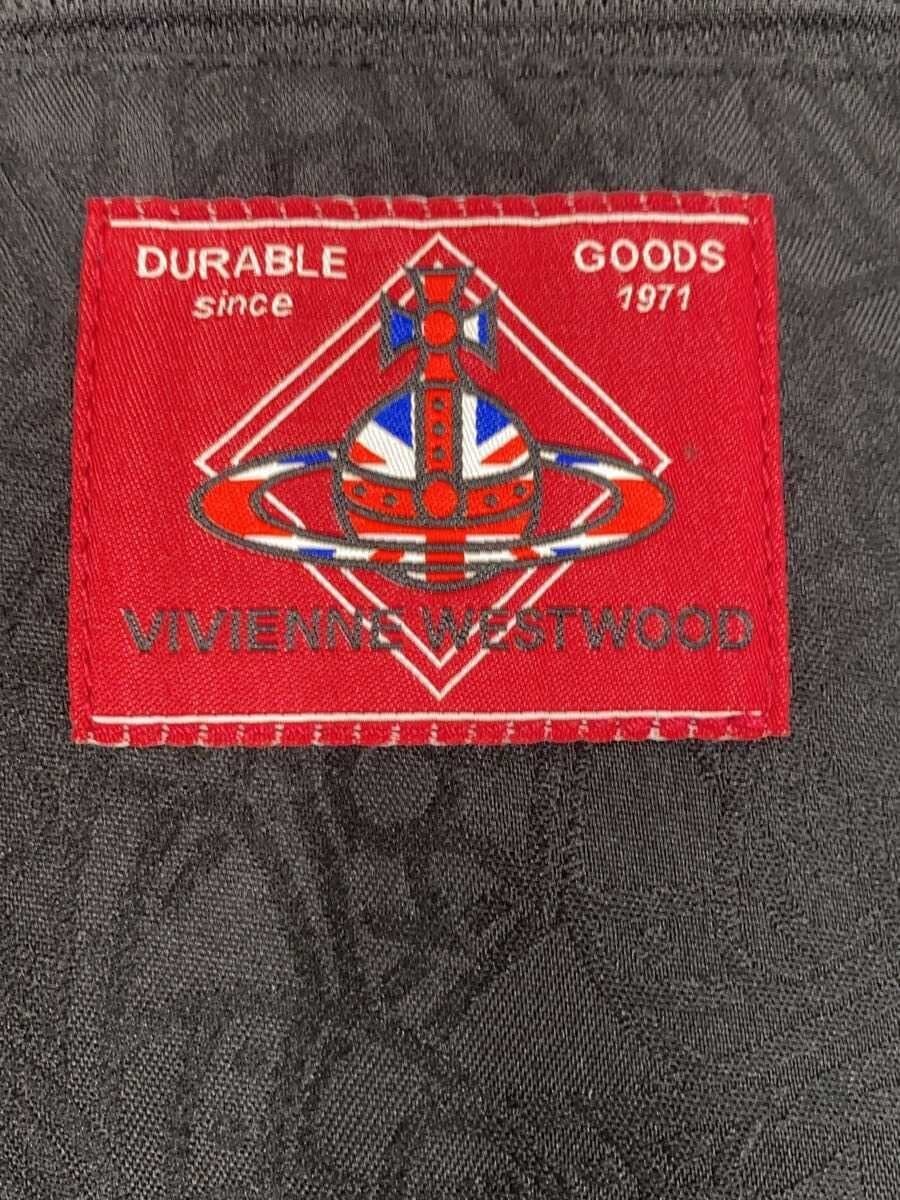 DURABLE GOODS
since 1971
VIVIENNE WESTWOOD